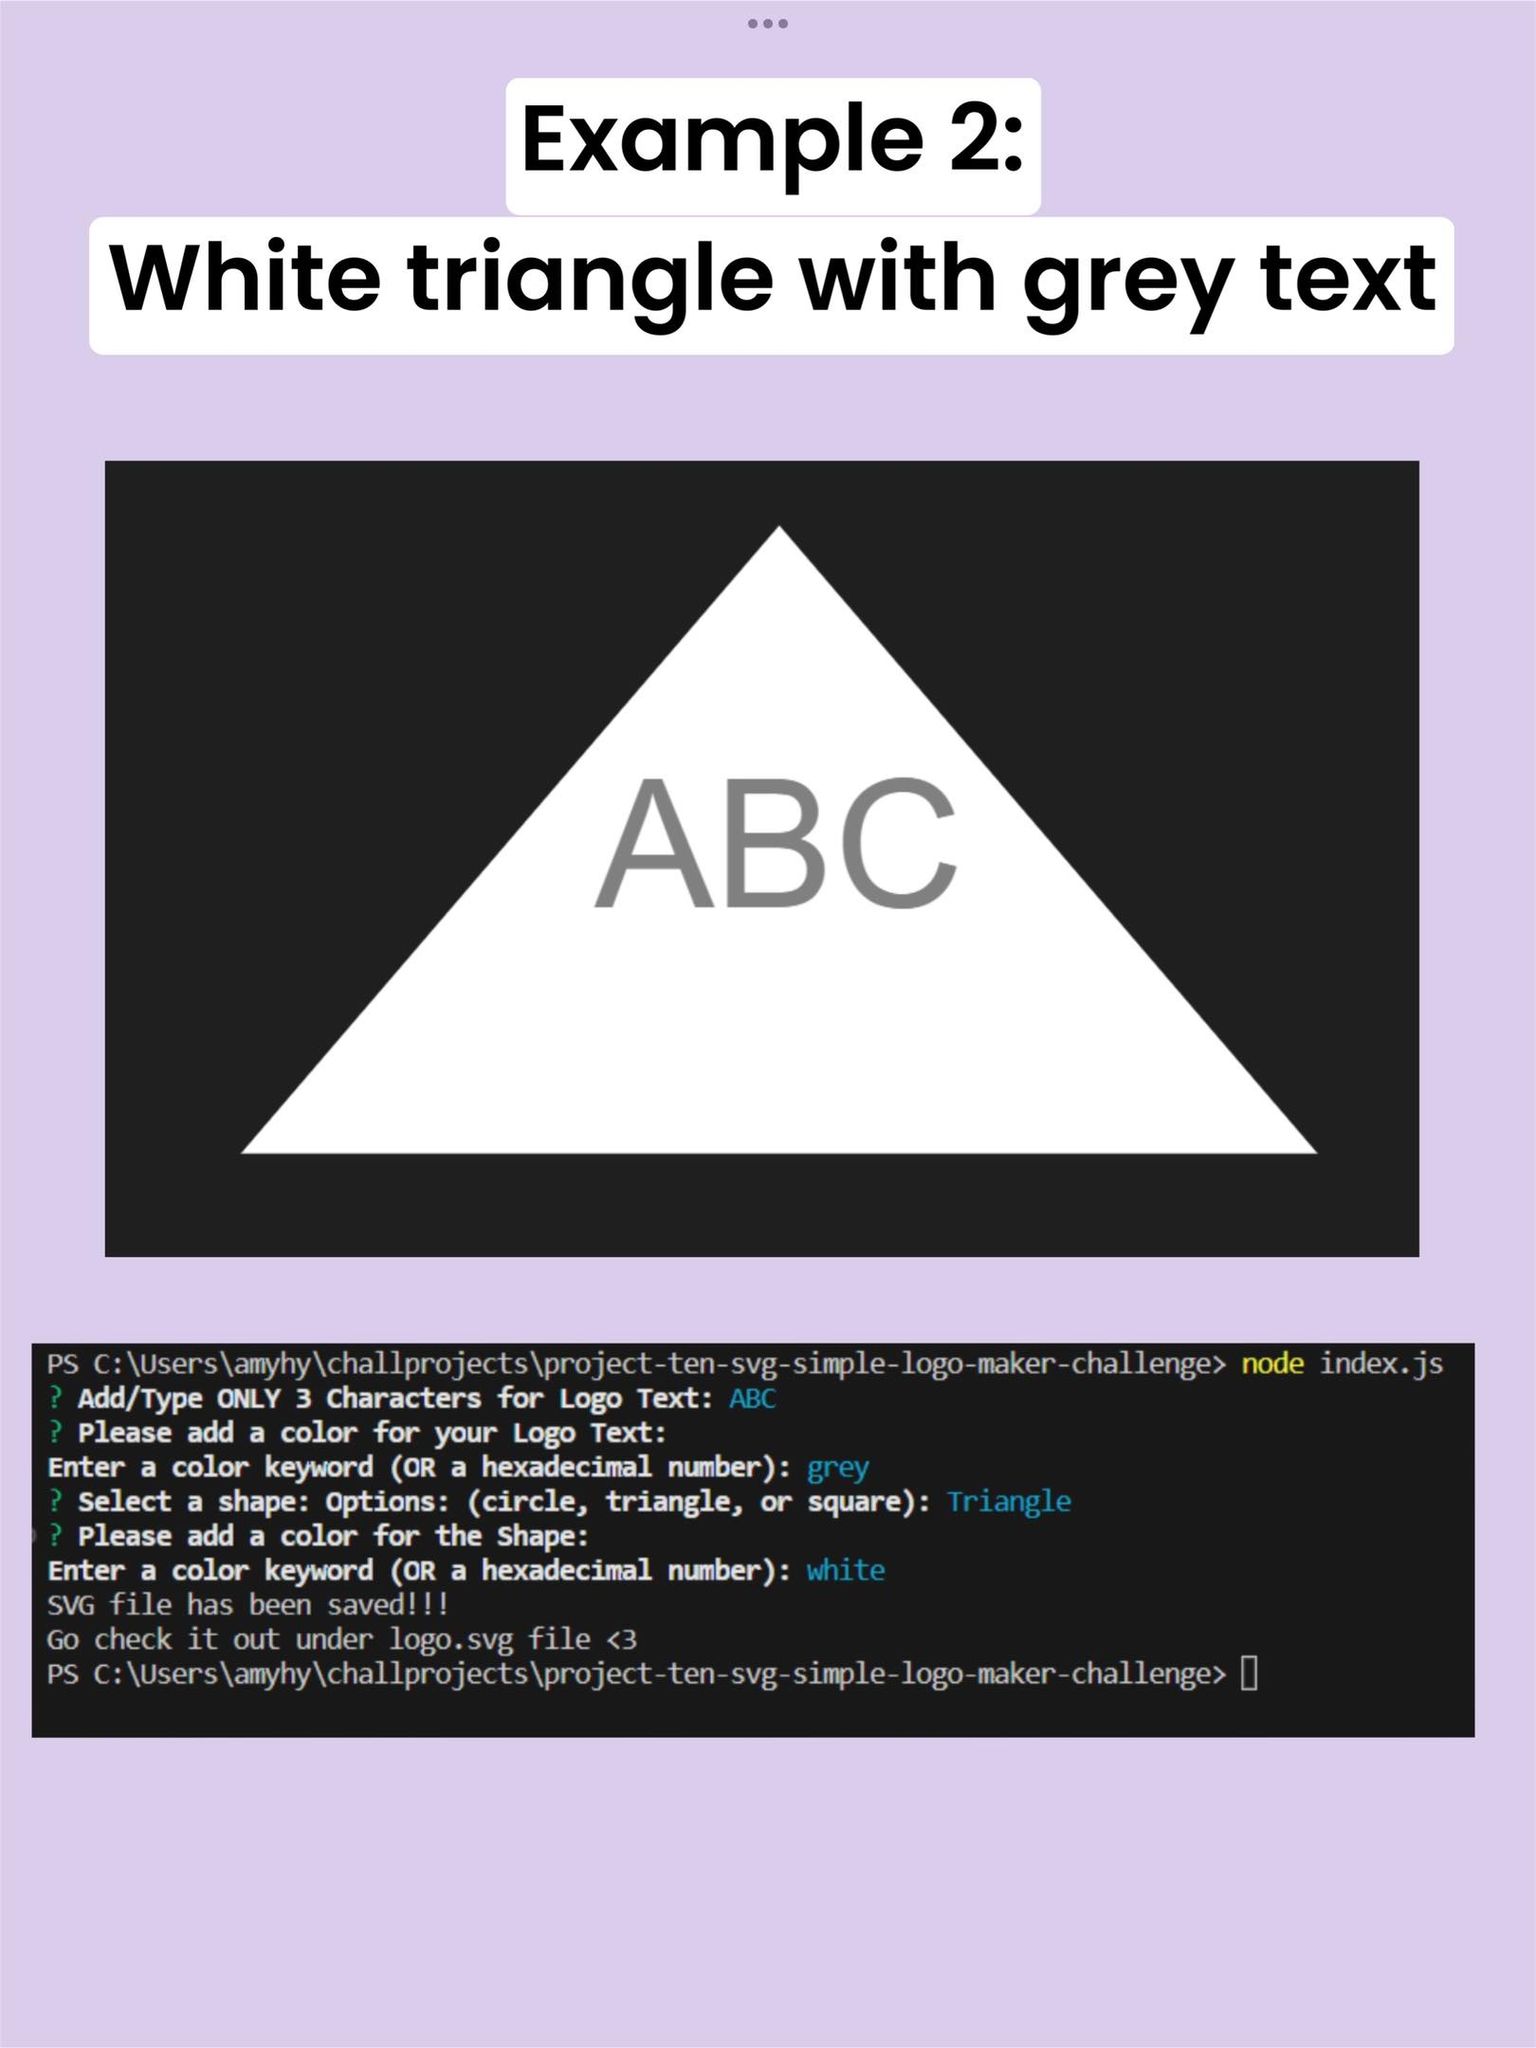 Example 2:
White triangle with grey text
ABC
PS C:\Users\amyhy\challprojects\project-ten-svg-simple-logo-maker-challenge> node index.js
? Add/Type ONLY 3 Characters for Logo Text: ABC
? Please add a color for your Logo Text:
Enter a color keyword (OR a hexadecimal number): grey
? Select a shape: Options: (circle, triangle, or square): Triangle
? Please add a color for the Shape:
Enter a color keyword (OR a hexadecimal number): white
SVG file has been saved!!!
Go check it out under logo.svg file <3
PS C:\Users\amyhy\challprojects\project-ten-svg-simple-logo-maker-challenge>